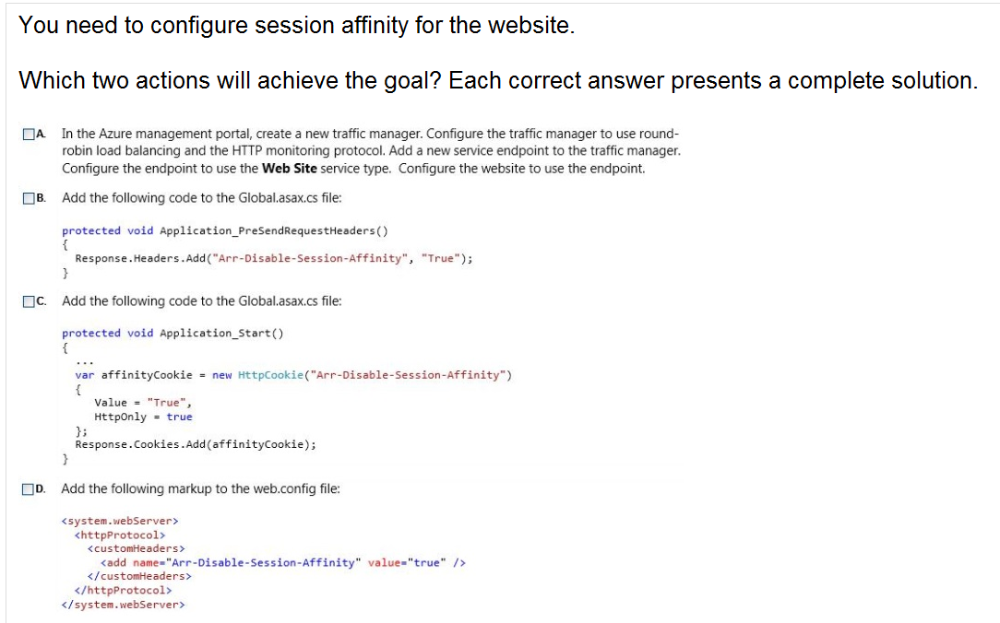 You need to configure session affinity for the website.
Which two actions will achieve the goal? Each correct answer presents a complete solution.
A. In the Azure management portal, create a new traffic manager. Configure the traffic manager to use round-
robin load balancing and the HTTP monitoring protocol. Add a new service endpoint to the traffic manager.
Configure the endpoint to use the Web Site service type. Configure the website to use the endpoint.
B. Add the following code to the Global.asax.cs file:
protected void Application_PreSendRequestHeaders()
{
Response.Headers.Add("Arr-Disable-Session-Affinity", "True");
}
C. Add the following code to the Global.asax.cs file:
protected void Application_Start()
{
...
var affinityCookie = new HttpCookie("Arr-Disable-Session-Affinity")
{
Value = "True",
HttpOnly = true
};
Response.Cookies.Add(affinityCookie);
}
D. Add the following markup to the web.config file:
<system.webServer>
<httpProtocol>
<customHeaders>
<add name="Arr-Disable-Session-Affinity" value="true" />
</customHeaders>
</httpProtocol>
</system.webServer>